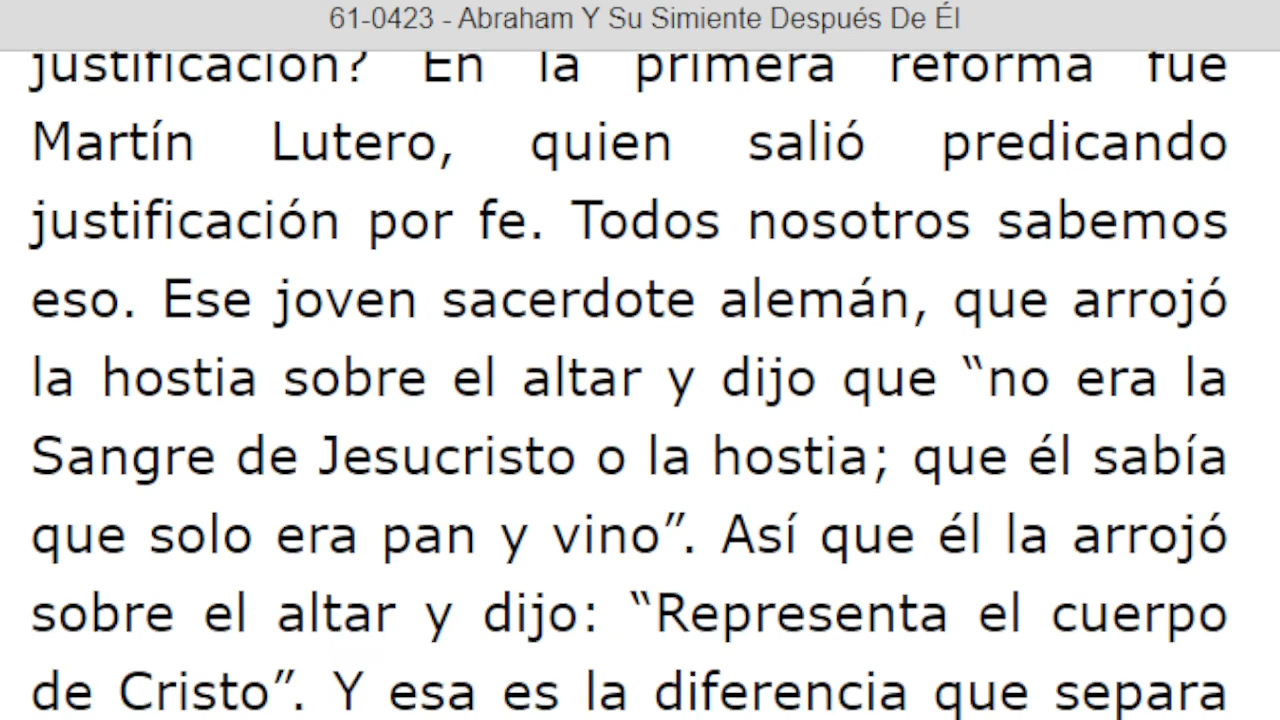 61-0423 - Abraham Y Su Simiente Después De Él
justificación? En la primera reforma fue
Martín Lutero, quien salió predicando
justificación por fe. Todos nosotros sabemos
eso. Ese joven sacerdote alemán, que arrojó
la hostia sobre el altar y dijo que “no era la
Sangre de Jesucristo o la hostia; que él sabía
que solo era pan y vino”. Así que él la arrojó
sobre el altar y dijo: “Representa el cuerpo
de Cristo”. Y esa es la diferencia que separa